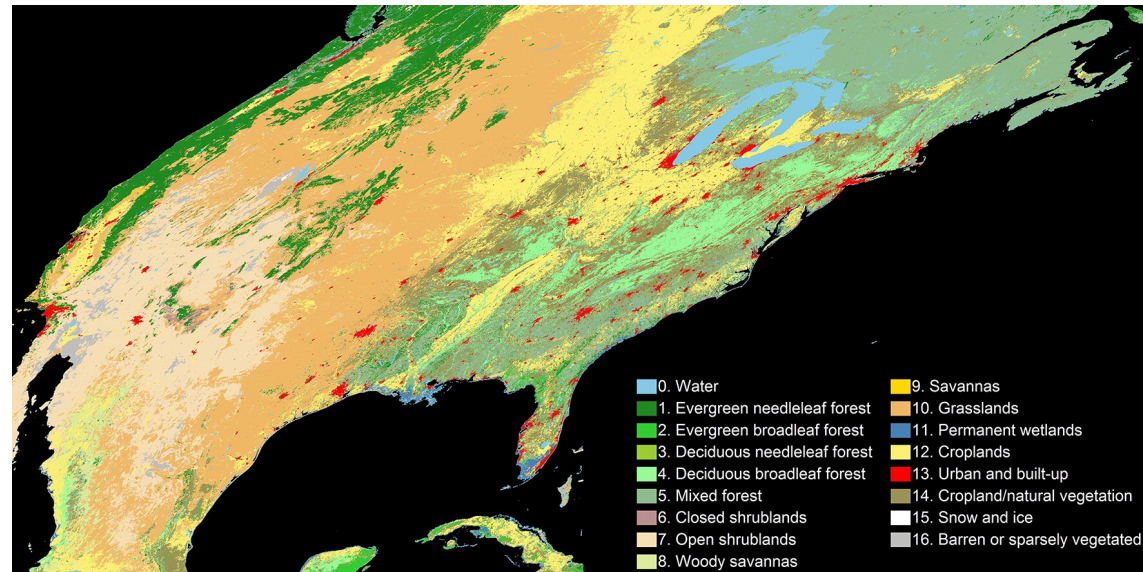 0. Water
1. Evergreen needleleaf forest
2. Evergreen broadleaf forest
3. Deciduous needleleaf forest
4. Deciduous broadleaf forest
5. Mixed forest
6. Closed shrublands
7. Open shrublands
8. Woody savannas
9. Savannas
10. Grasslands
11. Permanent wetlands
12. Croplands
13. Urban and built-up
14. Cropland/natural vegetation
15. Snow and ice
16. Barren or sparsely vegetated